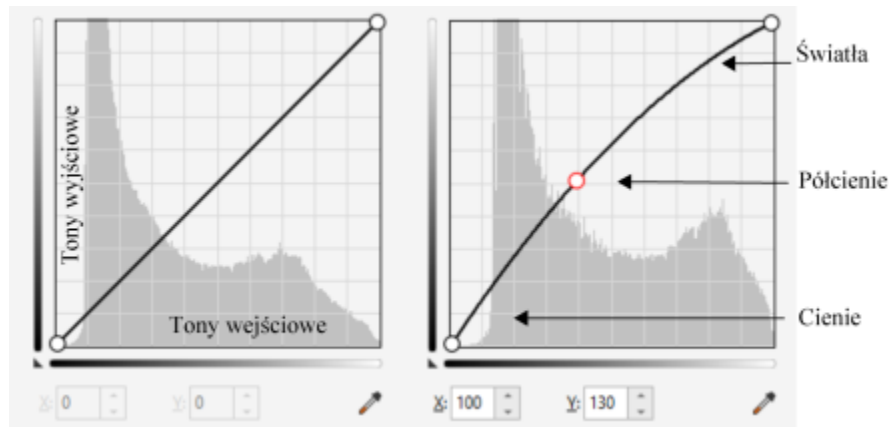 Tony wyjściowe
Tony wejściowe
X: 0
Y: 0
Światła
Półcienie
Cienie
X: 100
Y: 130